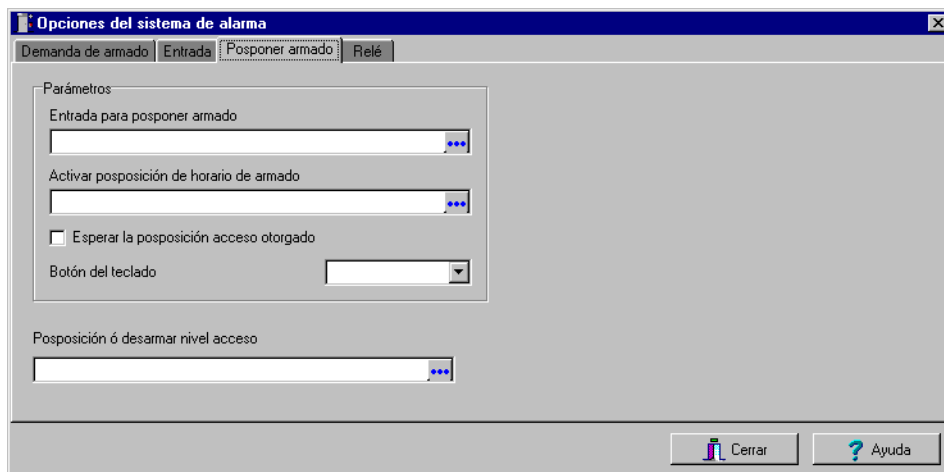 Opciones del sistema de alarma
Demanda de armado Entrada Posponer armado Relé
Parámetros
Entrada para posponer armado
Activar posposición de horario de armado
Esperar la posposición acceso otorgado
Botón del teclado
Posposición ó desarmar nivel acceso
Cerrar ? Ayuda